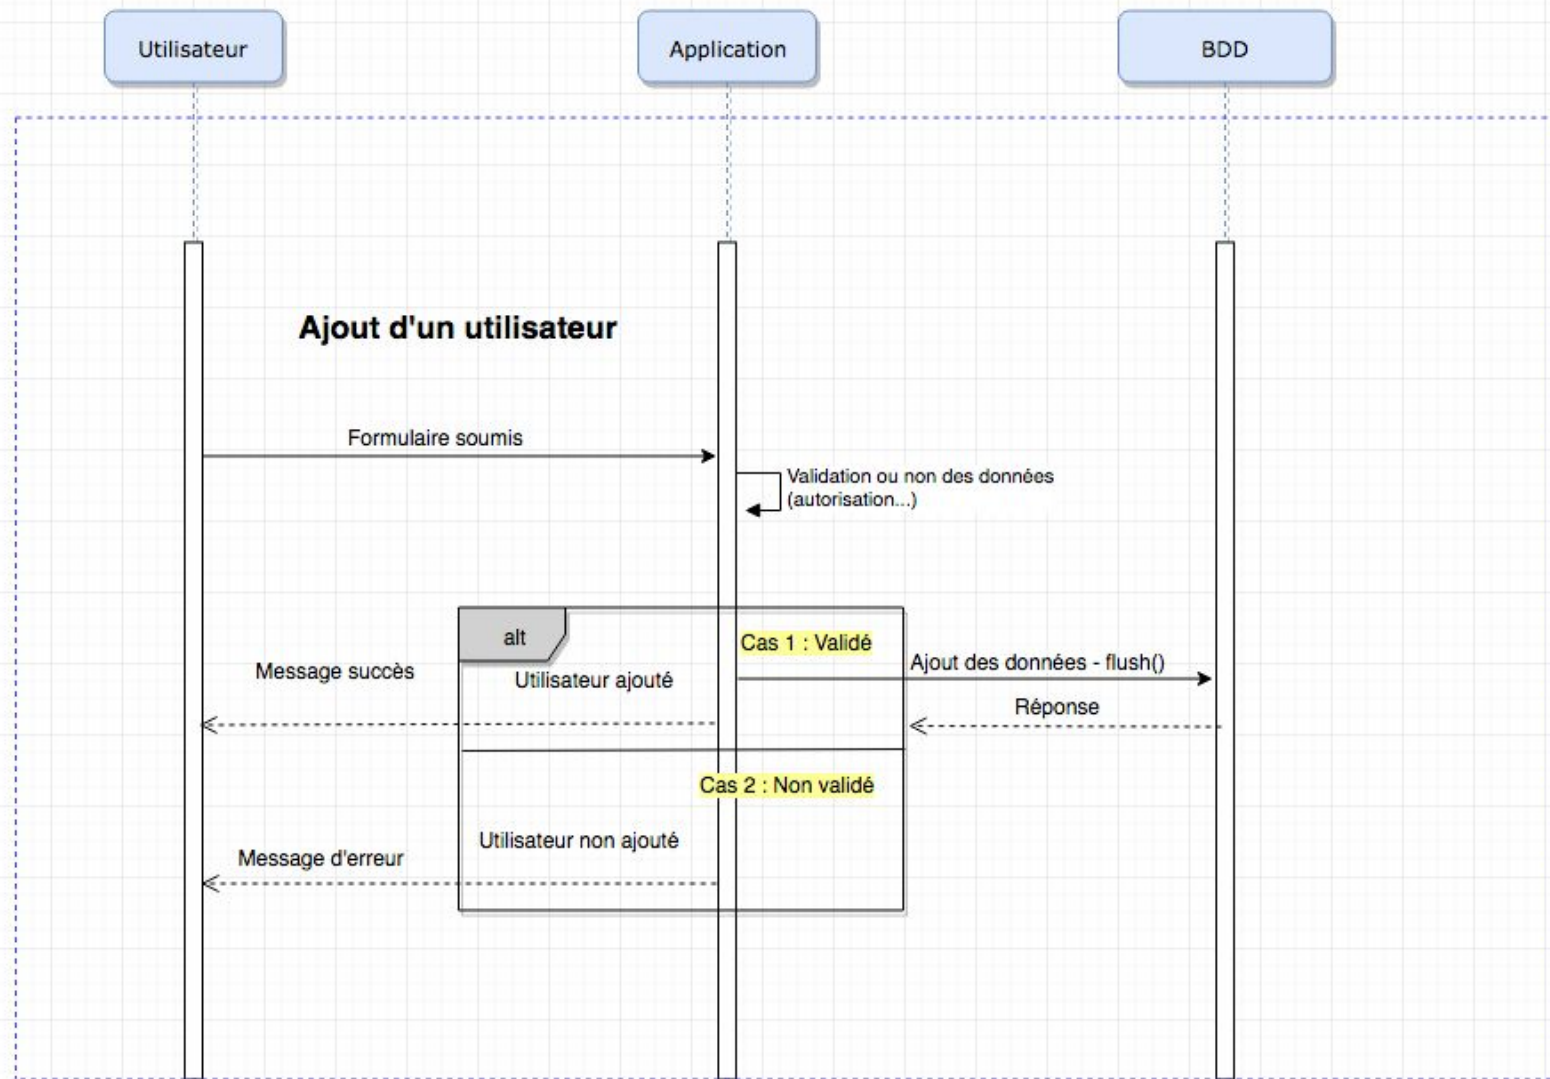 Utilisateur
Application
BDD
Ajout d'un utilisateur
Formulaire soumis
Validation ou non des données
(autorisation...)
alt
Cas 1 : Validé
Message succès
Utilisateur ajouté
Ajout des données - flush()
Réponse
Cas 2 : Non validé
Utilisateur non ajouté
Message d'erreur